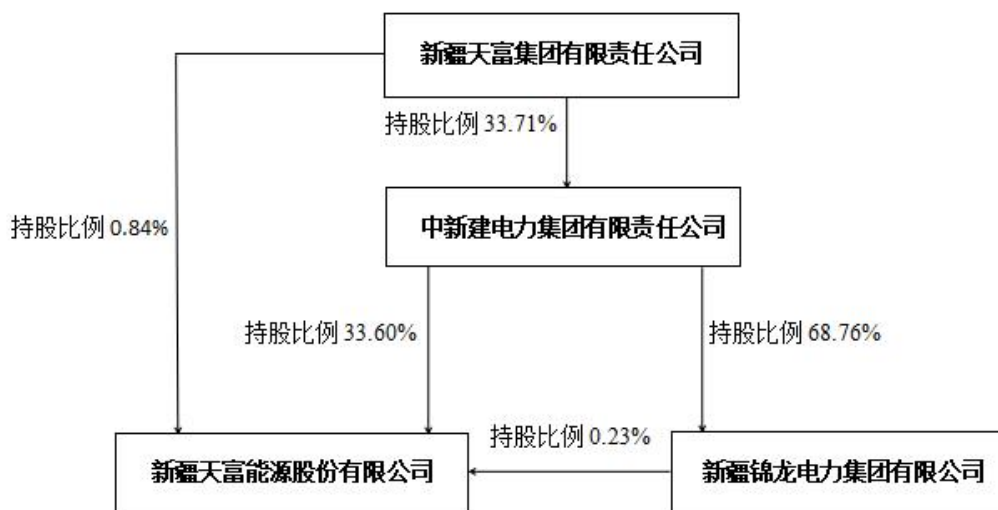 新疆天富集团有限责任公司
持股比例 33.71%
中新建电力集团有限责任公司
持股比例 0.84%
持股比例 33.60%
持股比例 68.76%
持股比例 0.23%
新疆天富能源股份有限公司
新疆锦龙电力集团有限公司